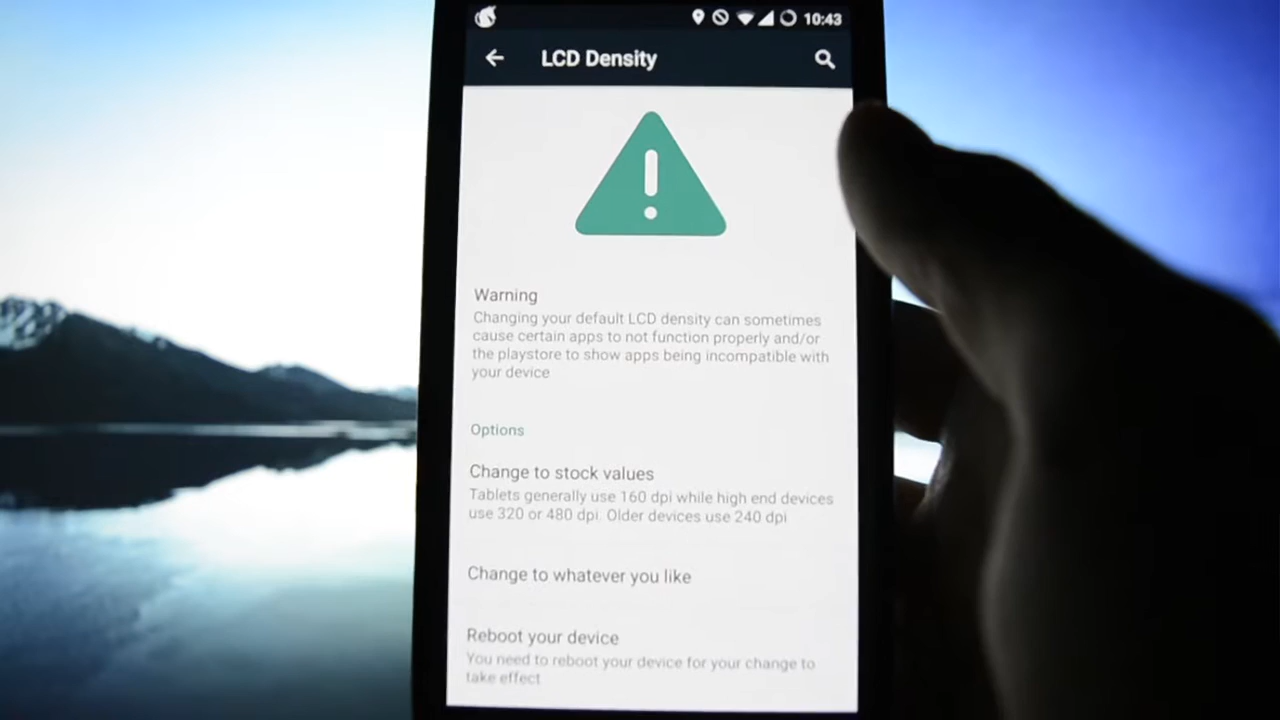 10:43
LCD Density
Warning
Changing your default LCD density can sometimes
cause certain apps to not function properly and/or
the playstore to show apps being incompatible with
your device
Options
Change to stock values
Tablets generally use 160 dpi while high end devices
use 320 or 480 dpi. Older devices use 240 dpi
Change to whatever you like
Reboot your device
You need to reboot your device for your change to
take effect